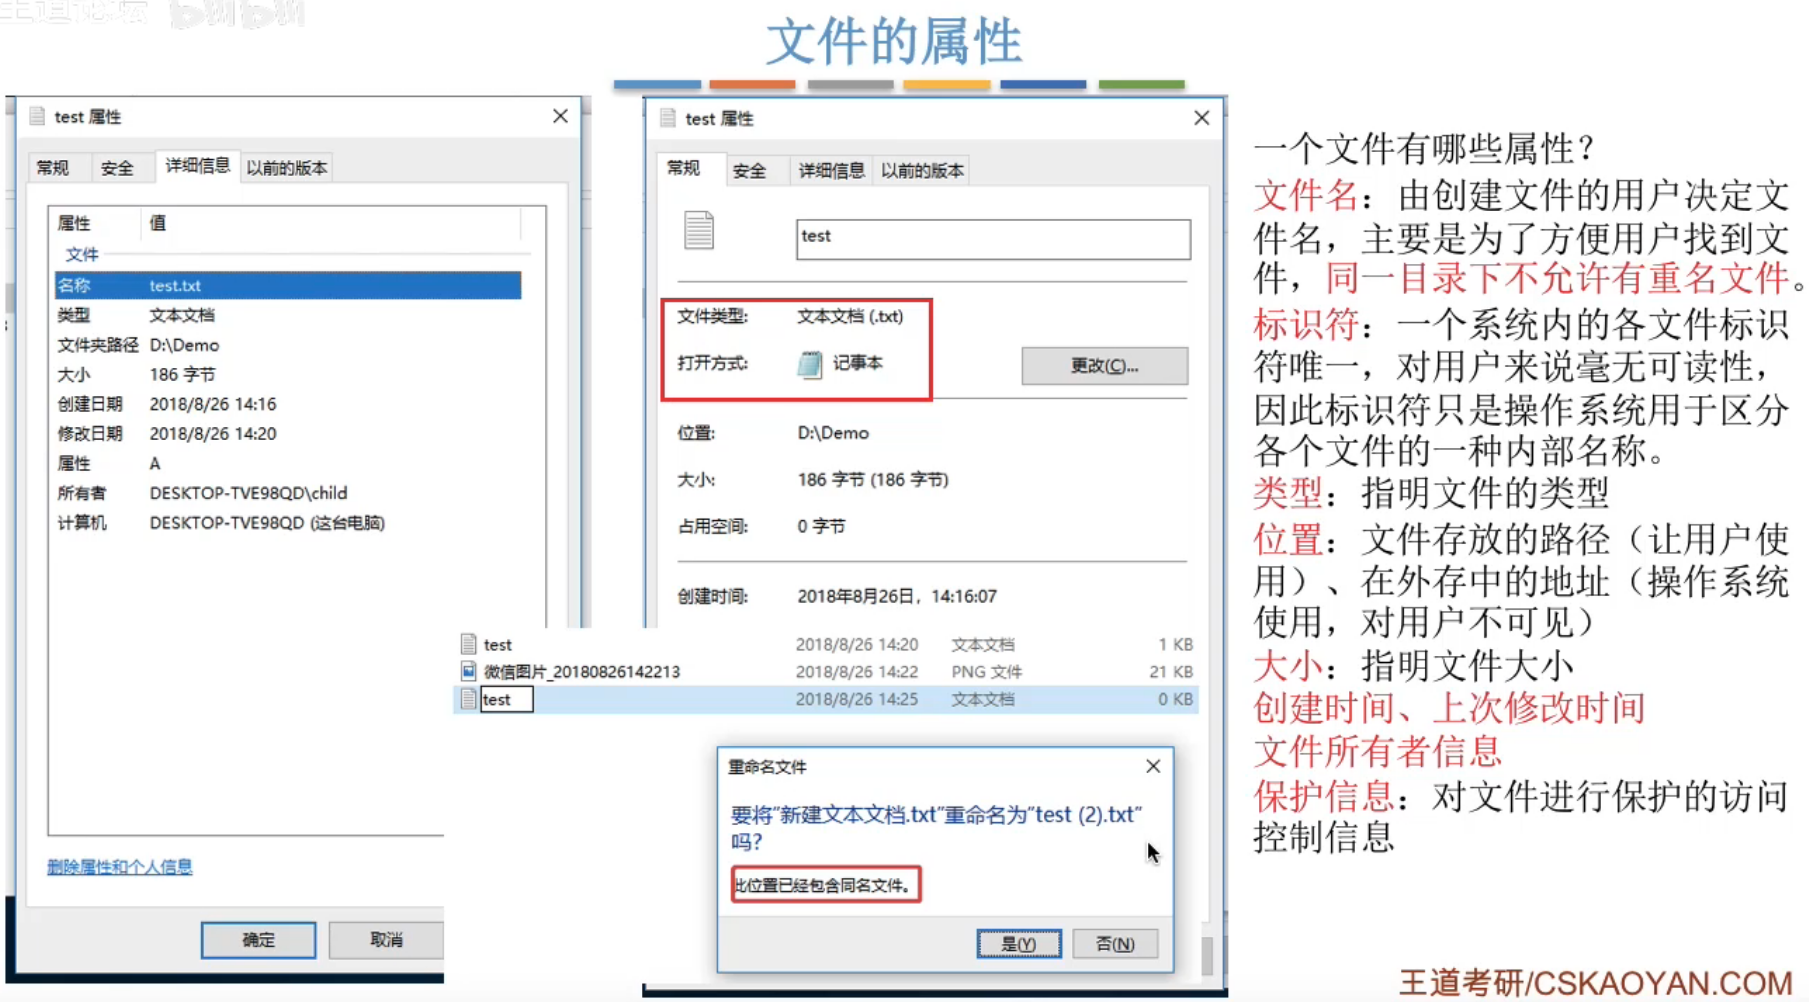 王道论坛 bilibili
文件的属性
test 属性
常规 安全 详细信息 以前的版本
属性 值
文件
名称 test.txt
类型 文本文档
文件夹路径 D:\Demo
大小 186 字节
创建日期 2018/8/26 14:16
修改日期 2018/8/26 14:20
属性 A
所有者 DESKTOP-TVE98QD\child
计算机 DESKTOP-TVE98QD (这台电脑)
删除属性和个人信息
确定 取消
test 属性
常规 安全 详细信息 以前的版本
test
文件类型: 文本文档 (.txt)
打开方式: 记事本 更改(C)...
位置: D:\Demo
大小: 186 字节 (186 字节)
占用空间: 0 字节
创建时间: 2018年8月26日，14:16:07
test 2018/8/26 14:20 文本文档 1 KB
微信图片_20180826142213 2018/8/26 14:22 PNG 文件 21 KB
test 2018/8/26 14:25 文本文档 0 KB
重命名文件
要将"新建文本文档.txt"重命名为"test (2).txt"
吗?
此位置已经包含同名文件。
是(Y) 否(N)
一个文件有哪些属性？
文件名：由创建文件的用户决定文
件名，主要是为了方便用户找到文
件，同一目录下不允许有重名文件。
标识符：一个系统内的各文件标识
符唯一，对用户来说毫无可读性，
因此标识符只是操作系统用于区分
各个文件的一种内部名称。
类型：指明文件的类型
位置：文件存放的路径（让用户使
用）、在外存中的地址（操作系统
使用，对用户不可见）
大小：指明文件大小
创建时间、上次修改时间
文件所有者信息
保护信息：对文件进行保护的访问
控制信息
王道考研/CSKAOYAN.COM